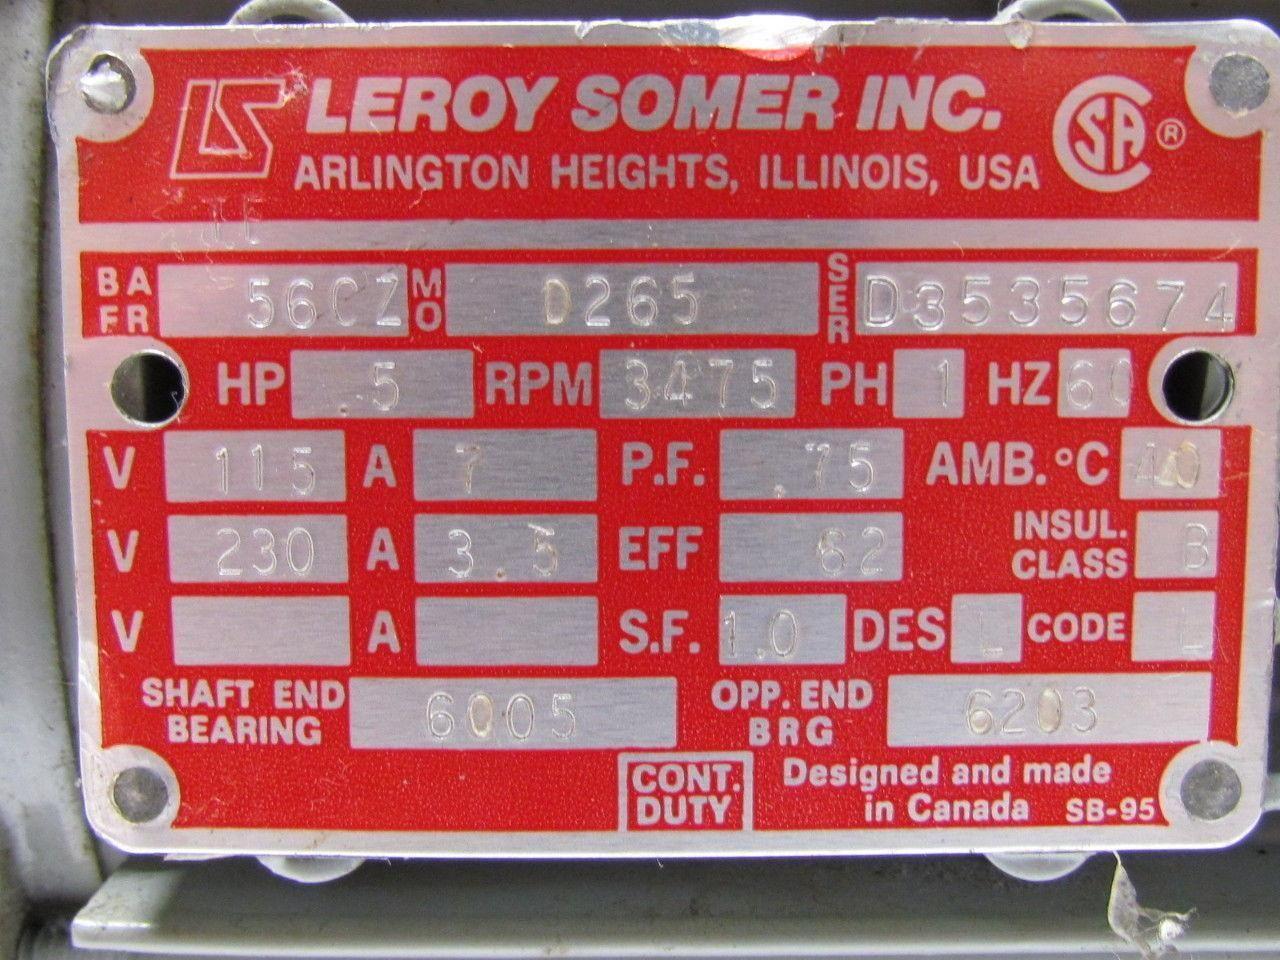 LS LEROY SOMER INC. CSA ®
ARLINGTON HEIGHTS, ILLINOIS, USA
BA FR 56CZ MO D265 SER D3535674
HP .5 RPM 3475 PH 1 HZ 60
V 115 A 7 P.F. .75 AMB. °C 40
V 230 A 3.5 EFF 62 INSUL. CLASS B
V A S.F. 1.0 DES L CODE L
SHAFT END BEARING 6005 OPP. END BRG 6203
CONT. DUTY
Designed and made
in Canada SB-95